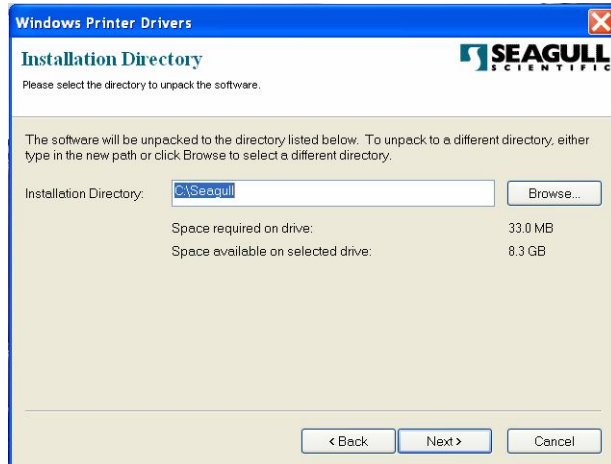 Windows Printer Drivers
Installation Directory
SEAGULL
SCIENTIFIC
Please select the directory to unpack the software.
The software will be unpacked to the directory listed below. To unpack to a different directory, either
type in the new path or click Browse to select a different directory.
Installation Directory: C:\Seagull Browse...
Space required on drive: 33.0 MB
Space available on selected drive: 8.3 GB
< Back Next > Cancel